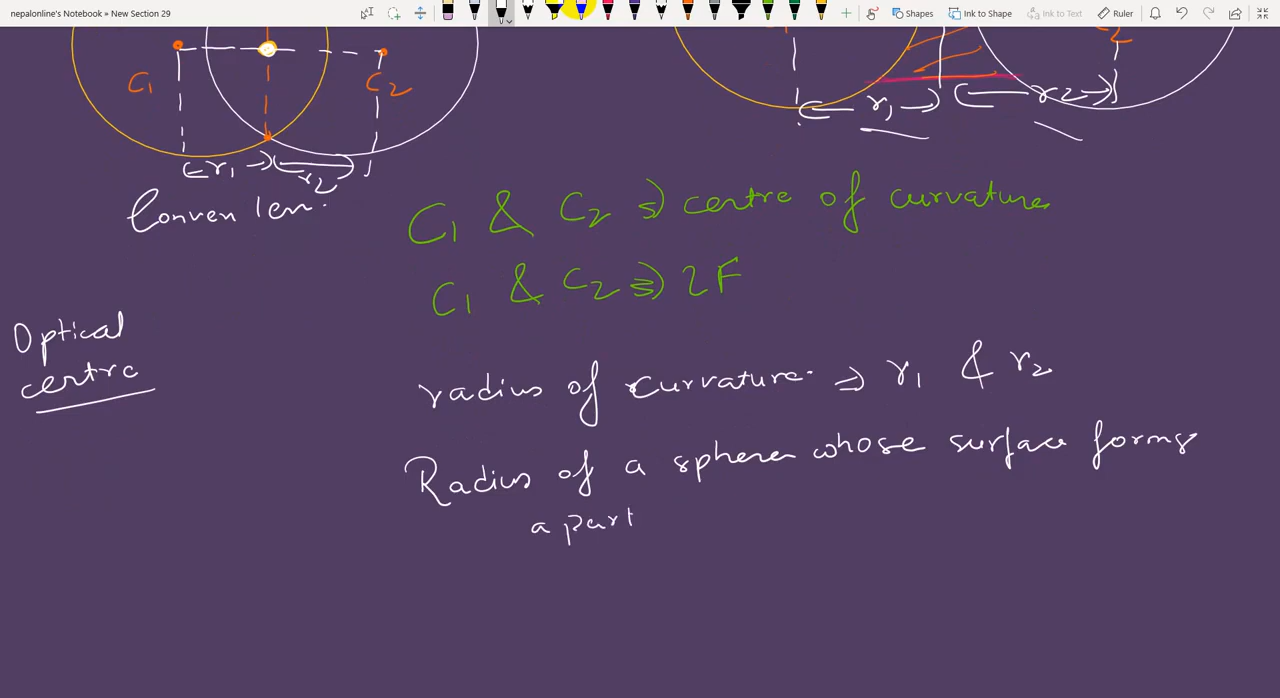 nepalonline's Notebook » New Section 29
Shapes
Ink to Shape
Ink to Text
Ruler
C1
C2
r1
r2
r1
r2
Conven len.
C1 & C2 ⇒ centre of curvature
C1 & C2 ⇒ 2F
Optical
centre
radius of curvature ⇒ r1 & r2
Radius of a sphere whose surface forms
a part